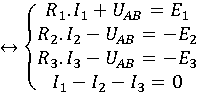 ↔ { R₁.I₁ + U_AB = E₁
R₂.I₂ − U_AB = −E₂
R₃.I₃ − U_AB = −E₃
I₁ − I₂ − I₃ = 0